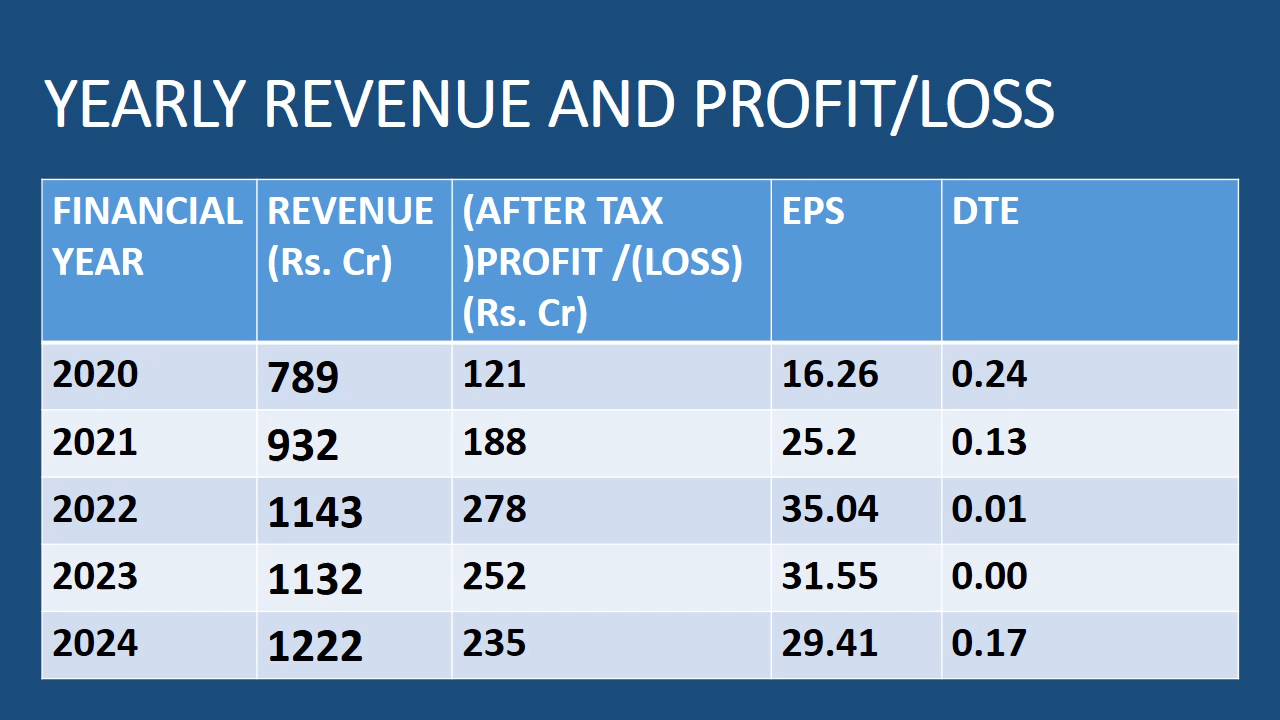 YEARLY REVENUE AND PROFIT/LOSS
FINANCIAL YEAR | REVENUE (Rs. Cr) | (AFTER TAX )PROFIT /(LOSS) (Rs. Cr) | EPS | DTE
2020 | 789 | 121 | 16.26 | 0.24
2021 | 932 | 188 | 25.2 | 0.13
2022 | 1143 | 278 | 35.04 | 0.01
2023 | 1132 | 252 | 31.55 | 0.00
2024 | 1222 | 235 | 29.41 | 0.17